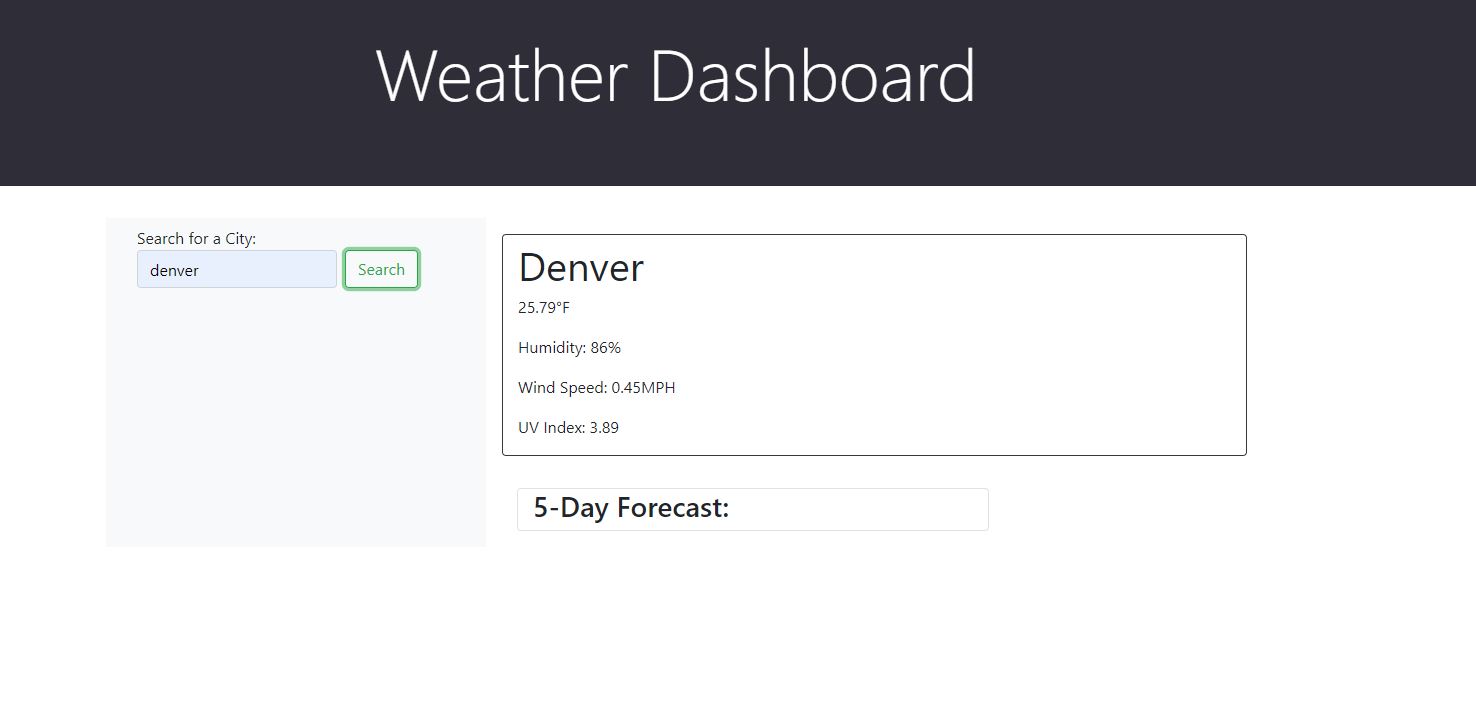 Weather Dashboard
Search for a City:
denver
Search
Denver
25.79°F
Humidity: 86%
Wind Speed: 0.45MPH
UV Index: 3.89
5-Day Forecast: